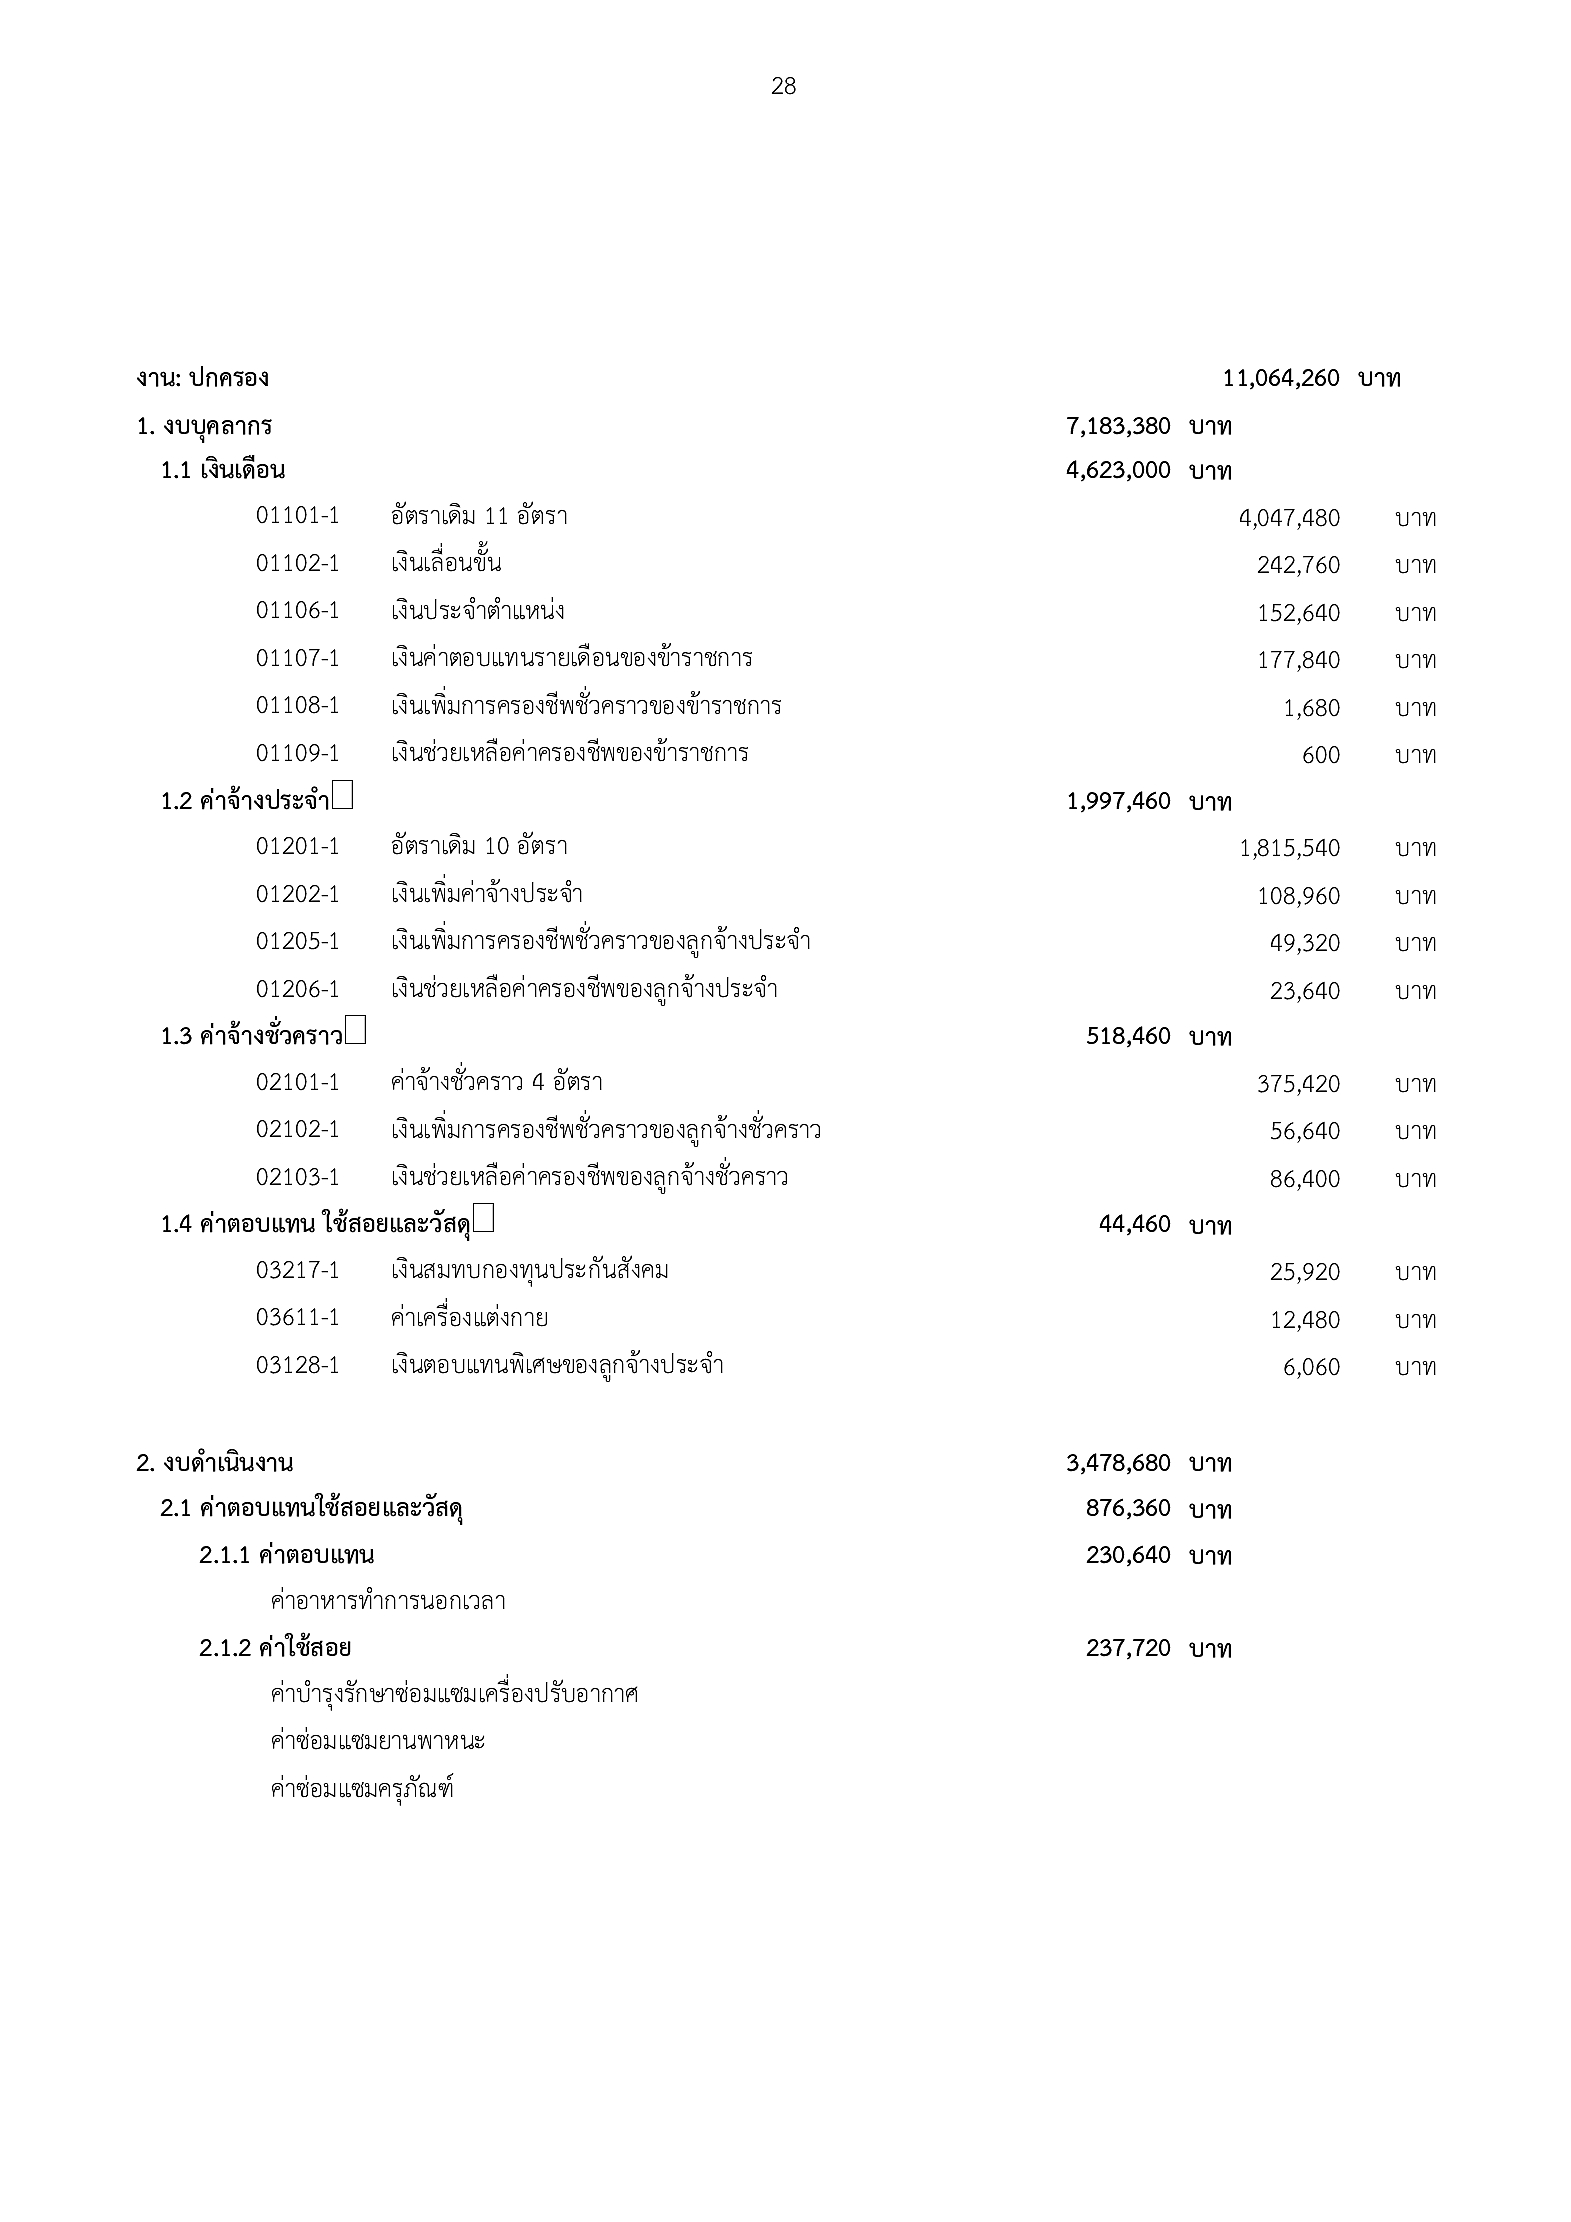 28
งาน: ปกครอง 11,064,260 บาท
1. งบบุคลากร 7,183,380 บาท
1.1 เงินเดือน 4,623,000 บาท
01101-1 อัตราเดิม 11 อัตรา 4,047,480 บาท
01102-1 เงินเลื่อนขั้น 242,760 บาท
01106-1 เงินประจำตำแหน่ง 152,640 บาท
01107-1 เงินค่าตอบแทนรายเดือนของข้าราชการ 177,840 บาท
01108-1 เงินเพิ่มการครองชีพชั่วคราวของข้าราชการ 1,680 บาท
01109-1 เงินช่วยเหลือค่าครองชีพของข้าราชการ 600 บาท
1.2 ค่าจ้างประจำ 1,997,460 บาท
01201-1 อัตราเดิม 10 อัตรา 1,815,540 บาท
01202-1 เงินเพิ่มค่าจ้างประจำ 108,960 บาท
01205-1 เงินเพิ่มการครองชีพชั่วคราวของลูกจ้างประจำ 49,320 บาท
01206-1 เงินช่วยเหลือค่าครองชีพของลูกจ้างประจำ 23,640 บาท
1.3 ค่าจ้างชั่วคราว 518,460 บาท
02101-1 ค่าจ้างชั่วคราว 4 อัตรา 375,420 บาท
02102-1 เงินเพิ่มการครองชีพชั่วคราวของลูกจ้างชั่วคราว 56,640 บาท
02103-1 เงินช่วยเหลือค่าครองชีพของลูกจ้างชั่วคราว 86,400 บาท
1.4 ค่าตอบแทน ใช้สอยและวัสดุ 44,460 บาท
03217-1 เงินสมทบกองทุนประกันสังคม 25,920 บาท
03611-1 ค่าเครื่องแต่งกาย 12,480 บาท
03128-1 เงินตอบแทนพิเศษของลูกจ้างประจำ 6,060 บาท
2. งบดำเนินงาน 3,478,680 บาท
2.1 ค่าตอบแทนใช้สอยและวัสดุ 876,360 บาท
2.1.1 ค่าตอบแทน 230,640 บาท
ค่าอาหารทำการนอกเวลา
2.1.2 ค่าใช้สอย 237,720 บาท
ค่าบำรุงรักษาซ่อมแซมเครื่องปรับอากาศ
ค่าซ่อมแซมยานพาหนะ
ค่าซ่อมแซมครุภัณฑ์